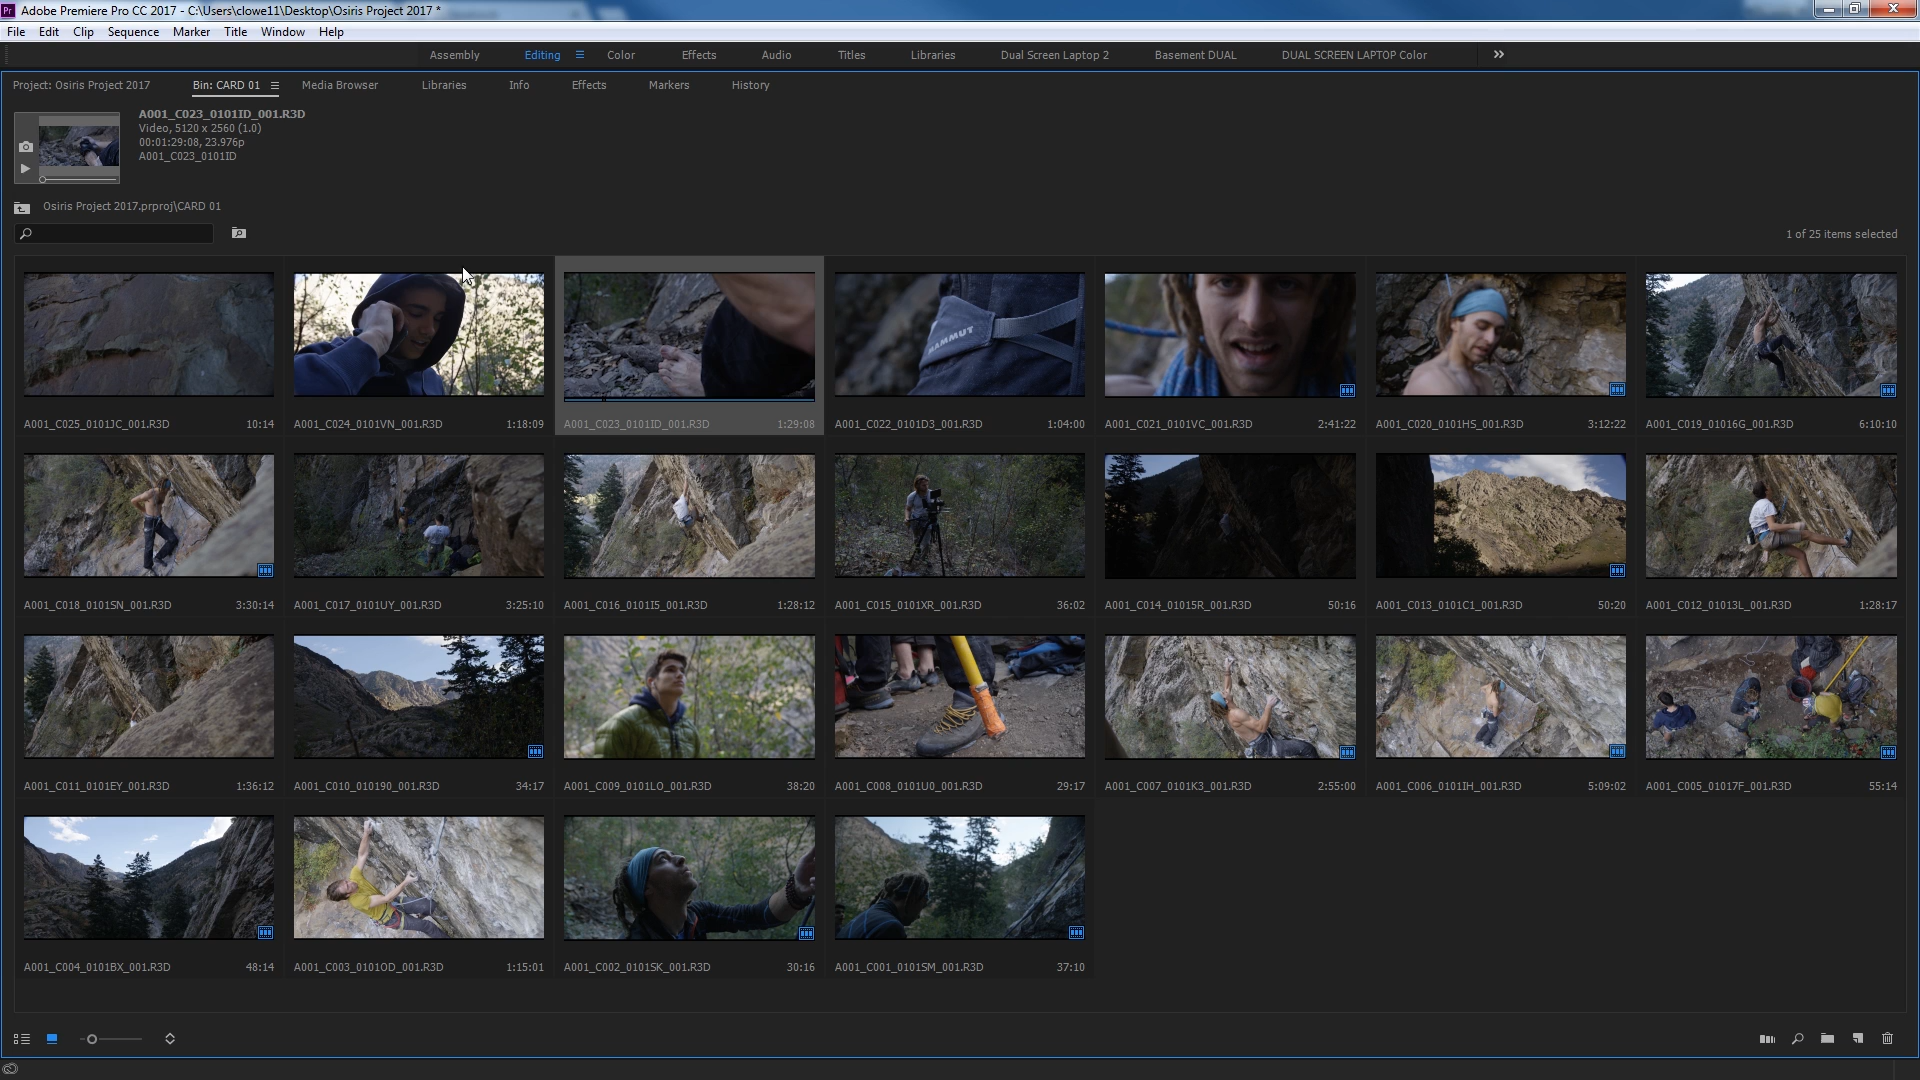 Adobe Premiere Pro CC 2017 - C:\Users\clowe11\Desktop\Osiris Project 2017 *
File Edit Clip Sequence Marker Title Window Help
Assembly Editing Color Effects Audio Titles Libraries Dual Screen Laptop 2 Basement DUAL DUAL SCREEN LAPTOP Color
Project: Osiris Project 2017 Bin: CARD 01 Media Browser Libraries Info Effects Markers History
A001_C023_0101ID_001.R3D
Video, 5120 x 2560 (1.0)
00:01:29:08, 23.976p
A001_C023_0101ID
Osiris Project 2017.prproj\CARD 01
1 of 25 items selected
MAMMUT
A001_C025_0101JC_001.R3D 10:14 A001_C024_0101VN_001.R3D 1:18:09 A001_C023_0101ID_001.R3D 1:29:08 A001_C022_0101D3_001.R3D 1:04:00 A001_C021_0101VC_001.R3D 2:41:22 A001_C020_0101HS_001.R3D 3:12:22 A001_C019_01016G_001.R3D 6:10:10
A001_C018_0101SN_001.R3D 3:30:14 A001_C017_0101UY_001.R3D 3:25:10 A001_C016_0101I5_001.R3D 1:28:12 A001_C015_0101XR_001.R3D 36:02 A001_C014_01015R_001.R3D 50:16 A001_C013_0101C1_001.R3D 50:20 A001_C012_01013L_001.R3D 1:28:17
A001_C011_0101EY_001.R3D 1:36:12 A001_C010_010190_001.R3D 34:17 A001_C009_0101LO_001.R3D 38:20 A001_C008_0101U0_001.R3D 29:17 A001_C007_0101K3_001.R3D 2:55:00 A001_C006_0101IH_001.R3D 5:09:02 A001_C005_01017F_001.R3D 55:14
A001_C004_0101BX_001.R3D 48:14 A001_C003_0101OD_001.R3D 1:15:01 A001_C002_0101SK_001.R3D 30:16 A001_C001_0101SM_001.R3D 37:10